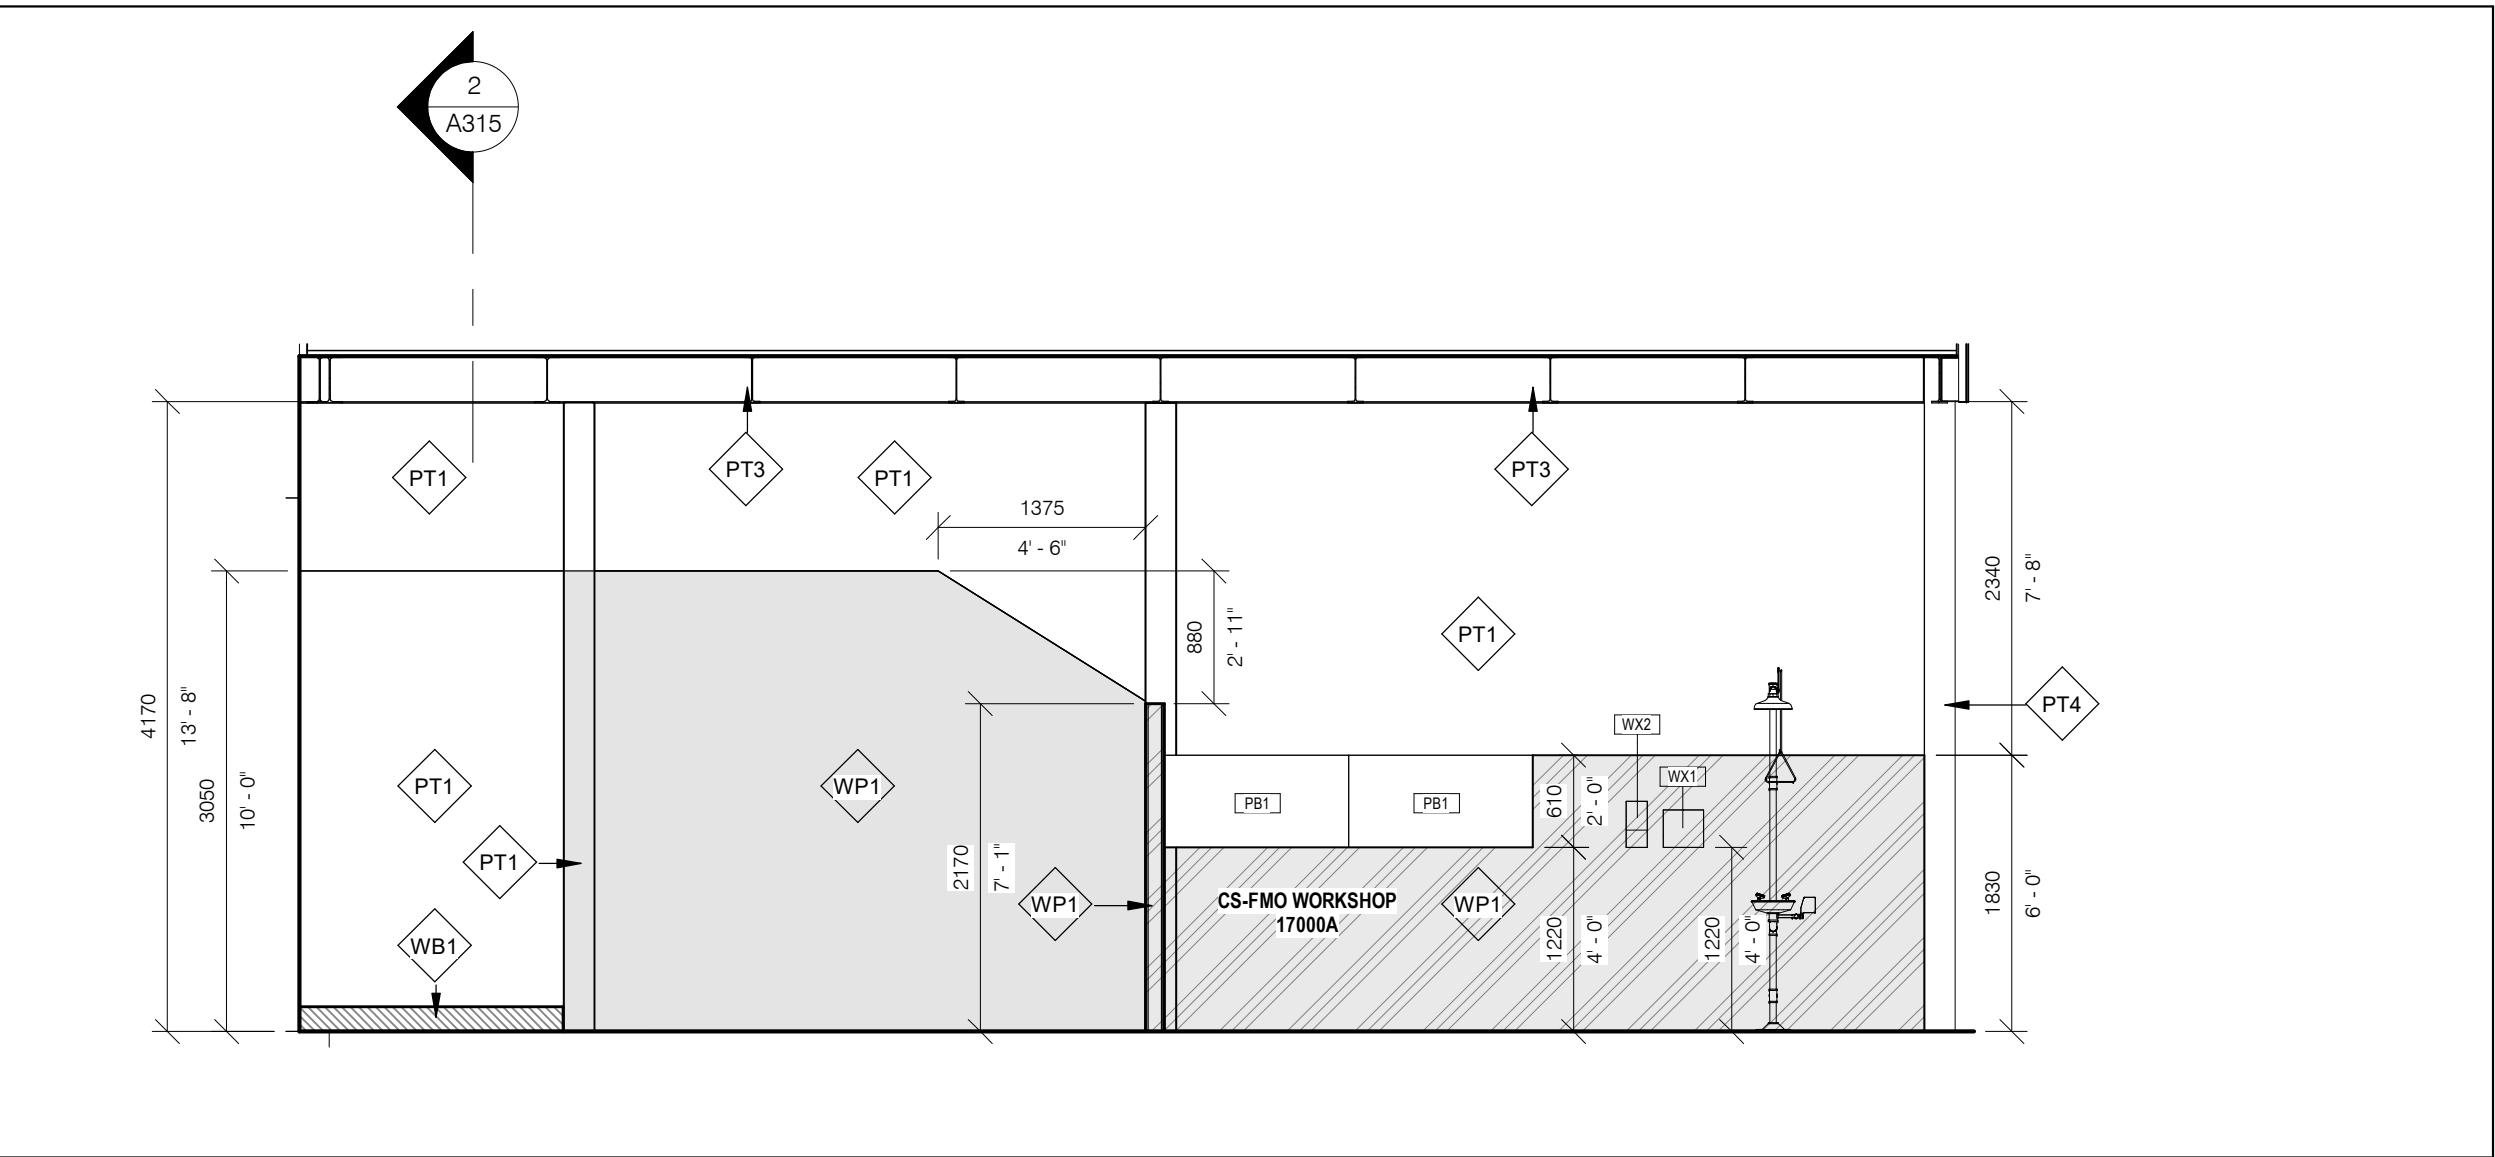 2
A315
PT1
PT3
PT1
PT3
1375
4' - 6"
880
2' - 11"
PT1
2340
7' - 8"
4170
13' - 8"
3050
10' - 0"
PT4
WX2
PT1
WP1
WX1
PB1
PB1
610
2' - 0"
PT1
2170
7' - 1"
WP1
CS-FMO WORKSHOP
17000A
WP1
1830
6' - 0"
WB1
1220
4' - 0"
1220
4' - 0"